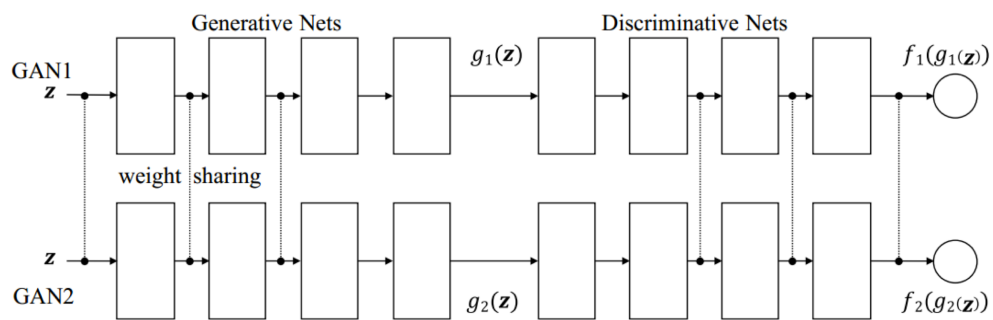 Generative Nets
Discriminative Nets
GAN1
z
g₁(z)
f₁(g₁(z))
weight sharing
z
GAN2
g₂(z)
f₂(g₂(z))